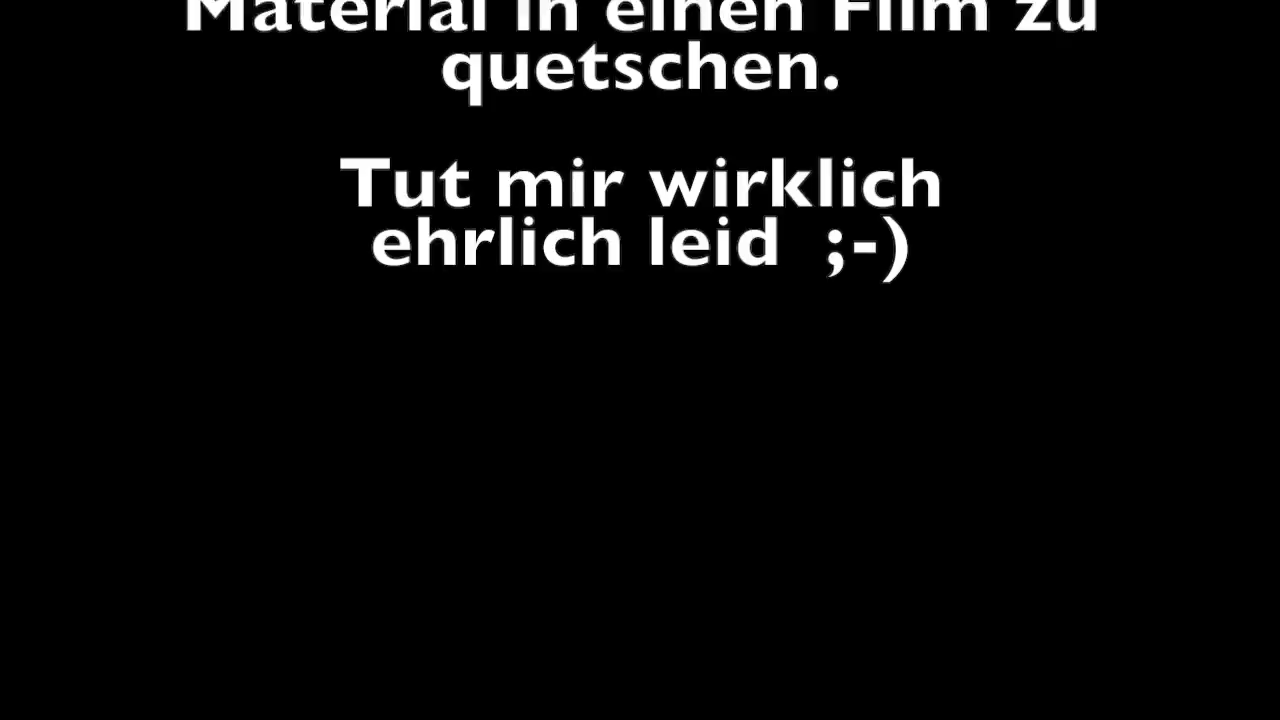 Material in einen Film zu
quetschen.
Tut mir wirklich
ehrlich leid ;-)